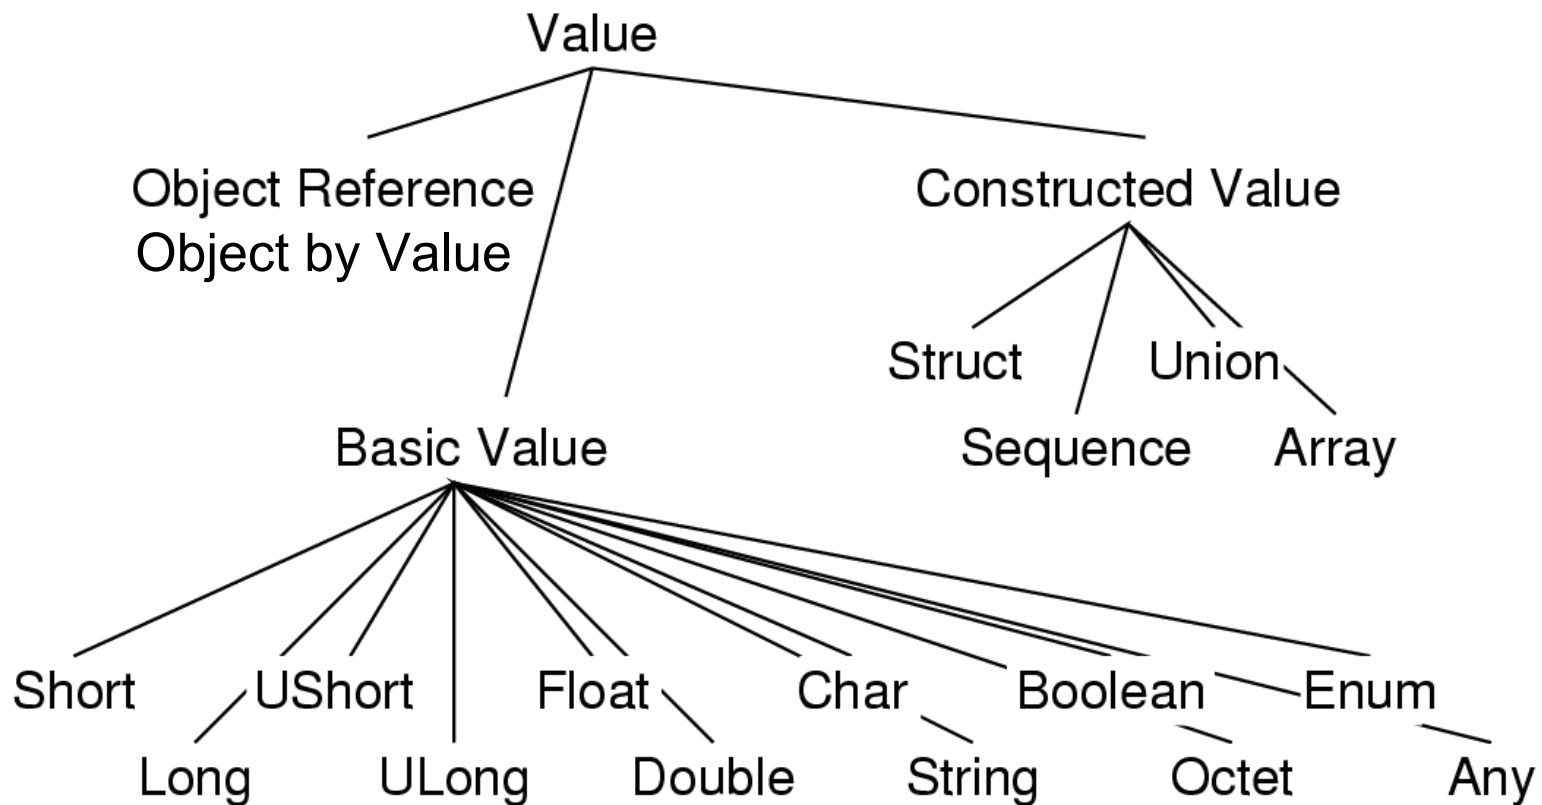 Value
Object Reference
Object by Value
Constructed Value
Struct
Union
Sequence
Array
Basic Value
Short
UShort
Float
Char
Boolean
Enum
Long
ULong
Double
String
Octet
Any